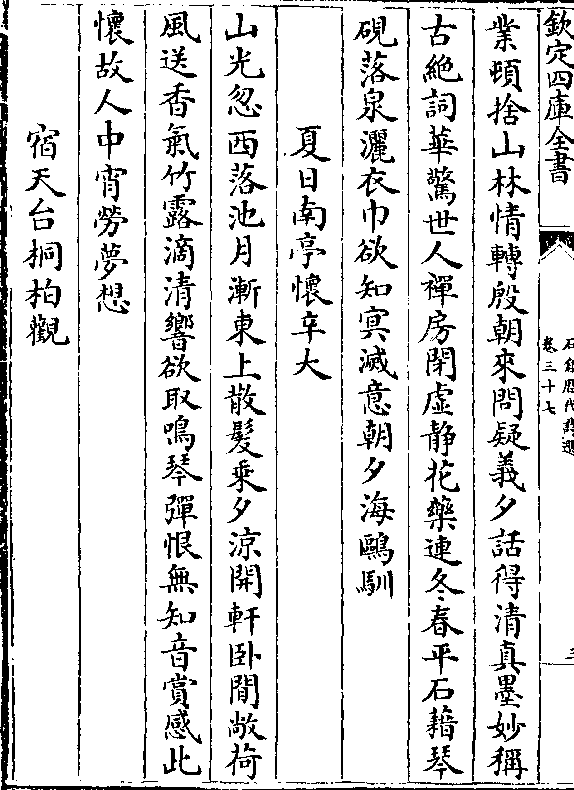 欽定四庫全書
石倉歷代詩選
卷三十七
業頓捨山林情轉殷朝來問疑義夕話得清真墨妙稱
古絶詞華驚世人禪房閉虛静花藥連冬春平石藉琴
硯落泉灑衣巾欲知冥滅意朝夕海鷗馴
夏日南亭懷辛大
山光忽西落池月漸東上散髮乘夕涼開軒卧閒敞荷
風送香氣竹露滴清響欲取鳴琴彈恨無知音賞感此
懷故人中宵勞夢想
宿天台桐柏觀